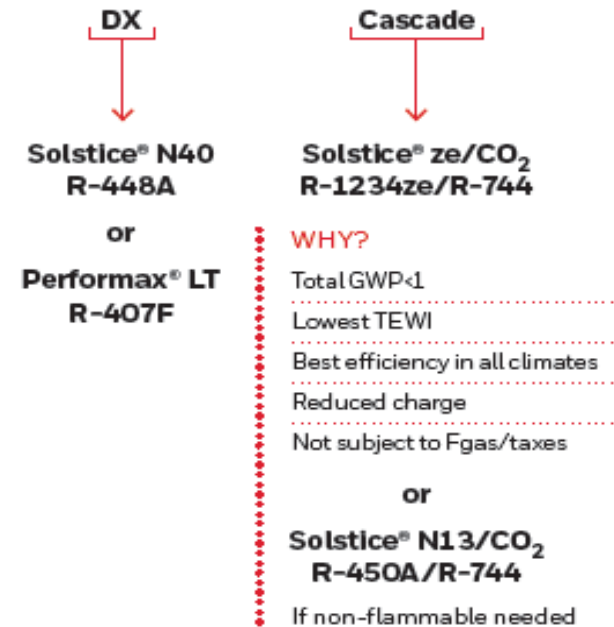 DX
Solstice® N40
R-448A
or
Performax® LT
R-407F
Cascade
Solstice® ze/CO₂
R-1234ze/R-744
WHY?
Total GWP<1
Lowest TEWI
Best efficiency in all climates
Reduced charge
Not subject to Fgas/taxes
or
Solstice® N13/CO₂
R-450A/R-744
If non-flammable needed